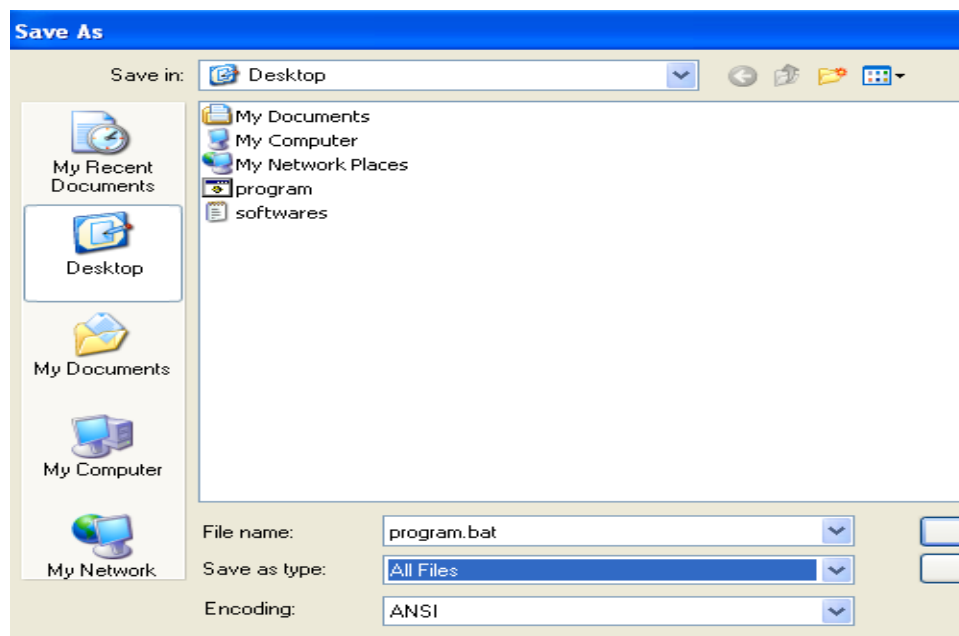 Save As
Save in:
Desktop
My Recent
Documents
Desktop
My Documents
My Computer
My Network
My Documents
My Computer
My Network Places
program
softwares
File name:
program.bat
Save as type:
All Files
Encoding:
ANSI